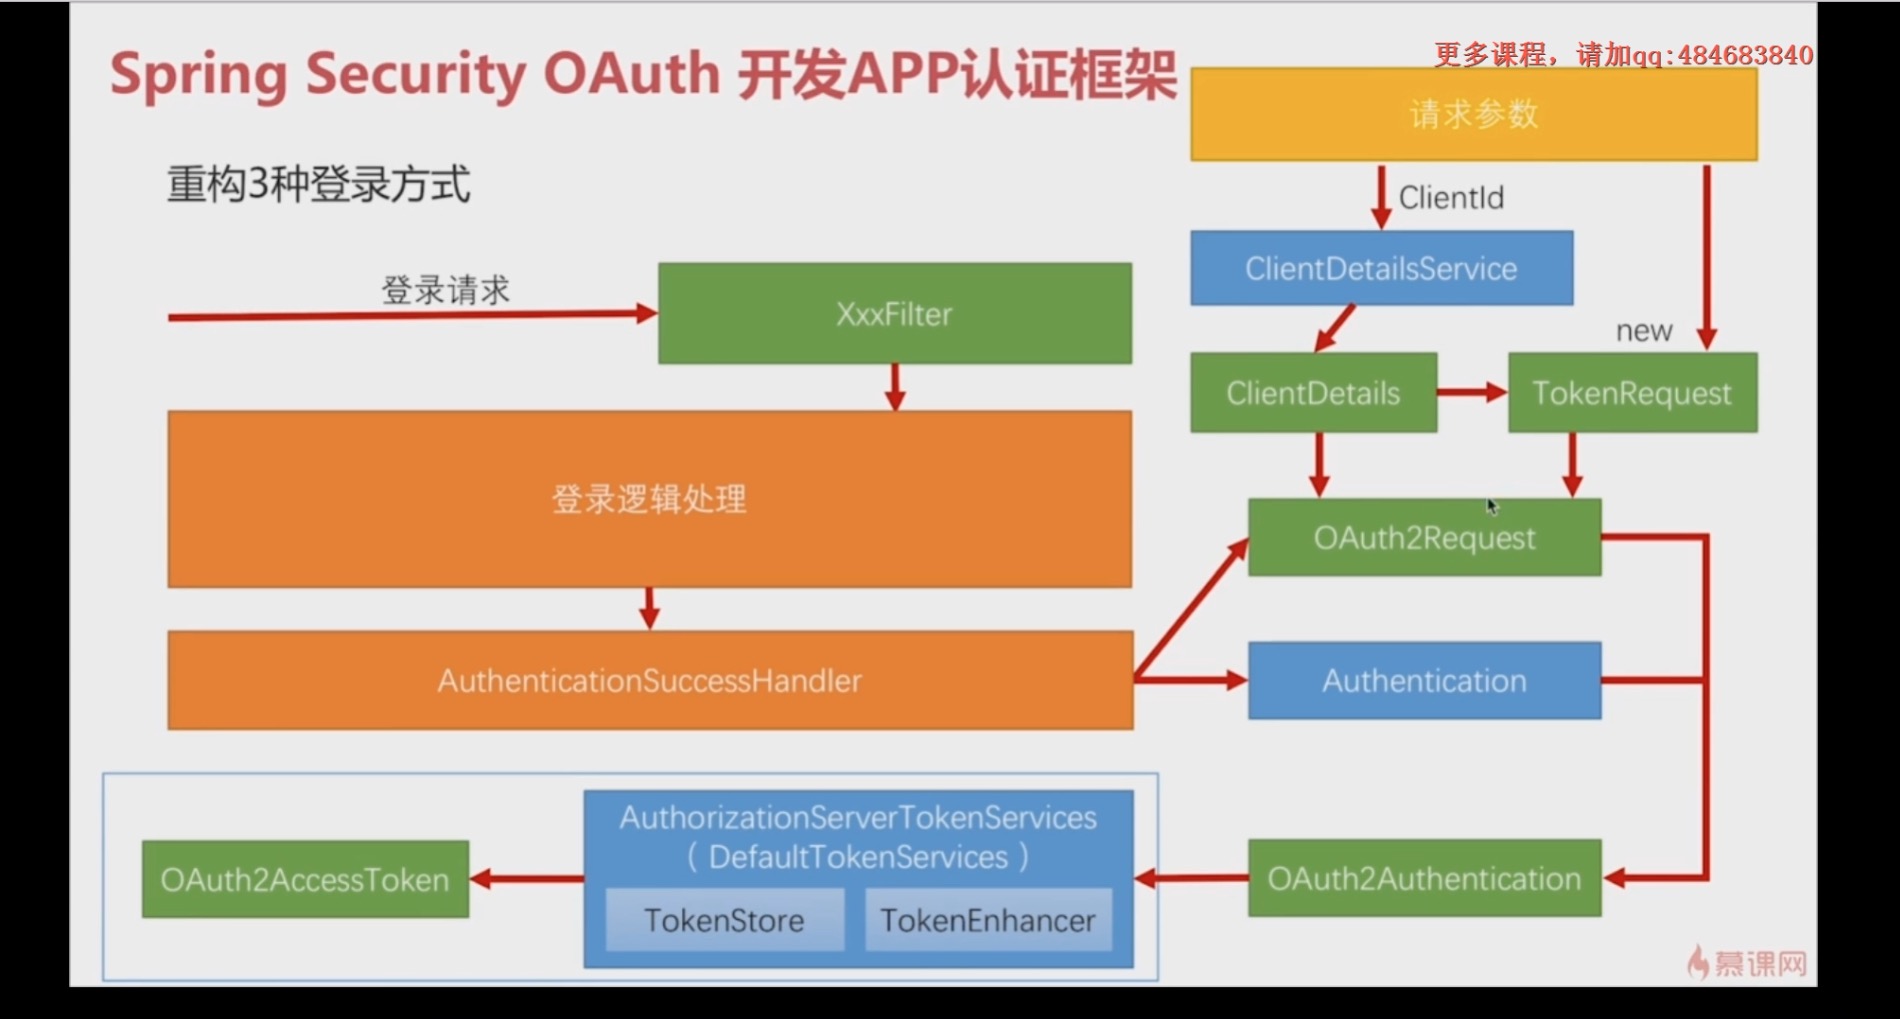 Spring Security OAuth 开发APP认证框架
更多课程，请加qq:484683840
请求参数
重构3种登录方式
ClientId
登录请求
XxxFilter
ClientDetailsService
new
ClientDetails
TokenRequest
登录逻辑处理
OAuth2Request
AuthenticationSuccessHandler
Authentication
AuthorizationServerTokenServices
（ DefaultTokenServices ）
OAuth2AccessToken
OAuth2Authentication
TokenStore
TokenEnhancer
慕课网